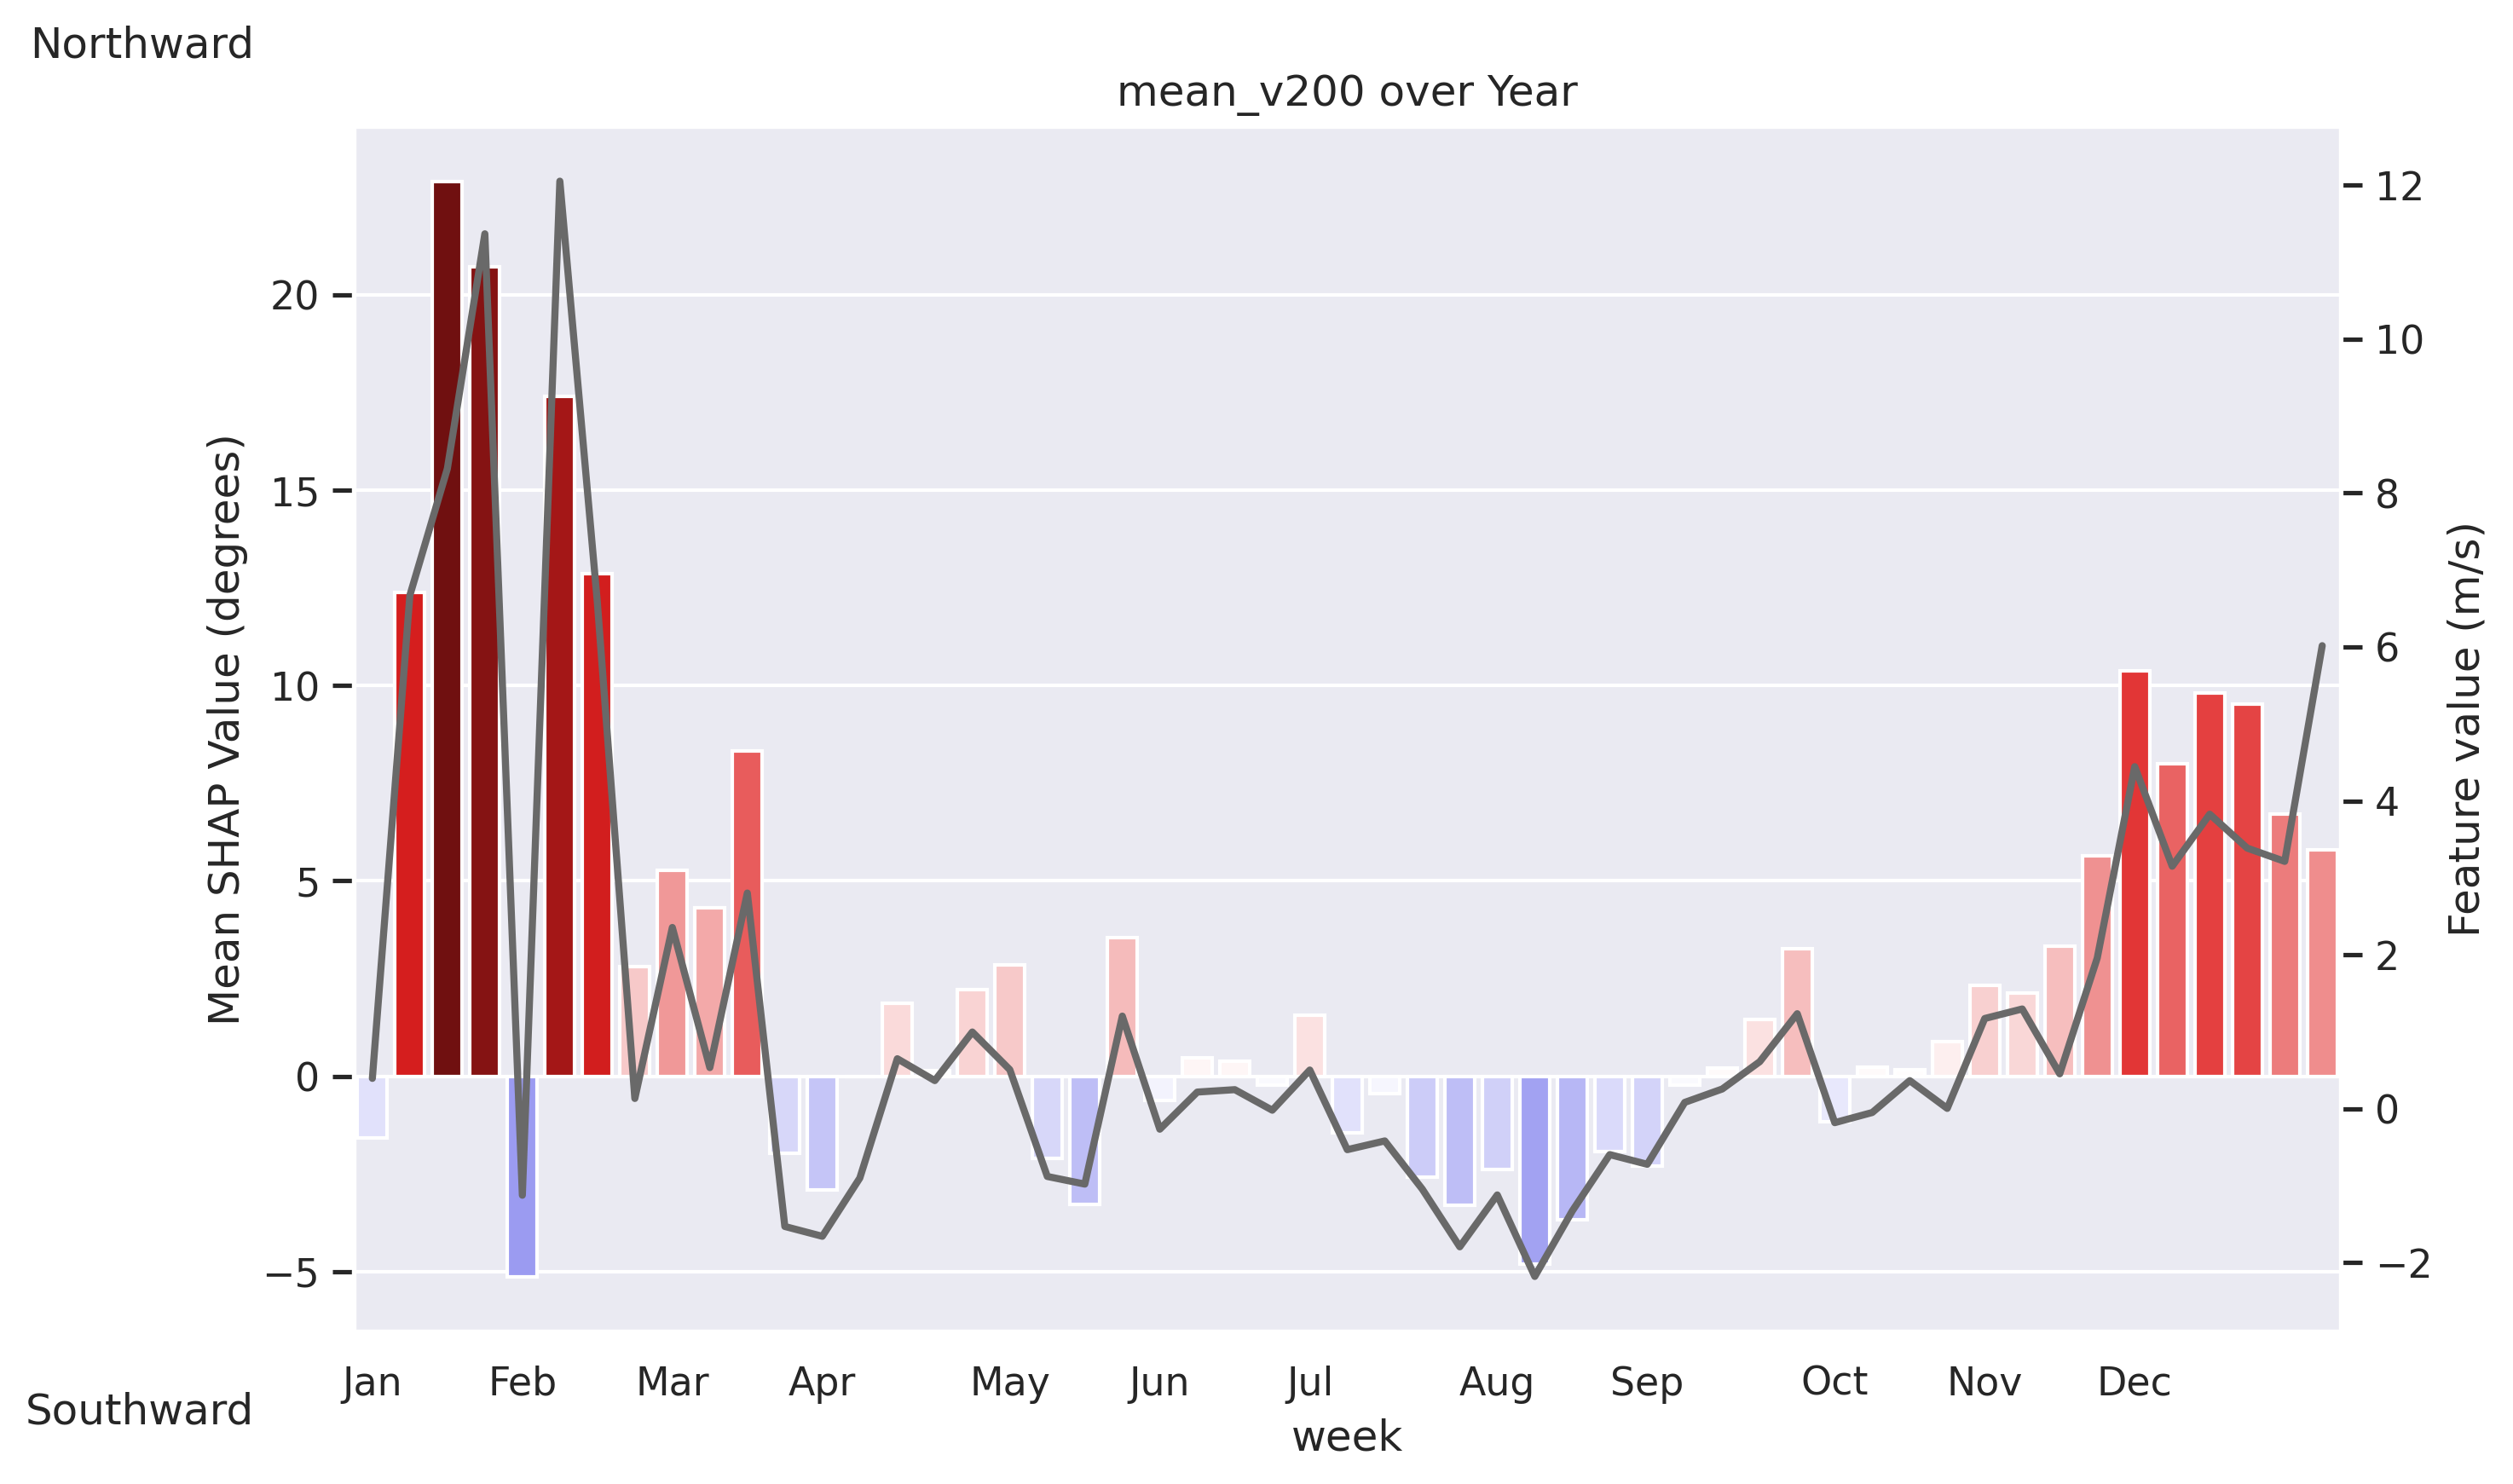 Northward
mean_v200 over Year
Mean SHAP Value (degrees)
20
15
10
5
0
−5
12
10
8
6
4
2
0
−2
Feature value (m/s)
Jan Feb Mar Apr May Jun Jul Aug Sep Oct Nov Dec
Southward
week